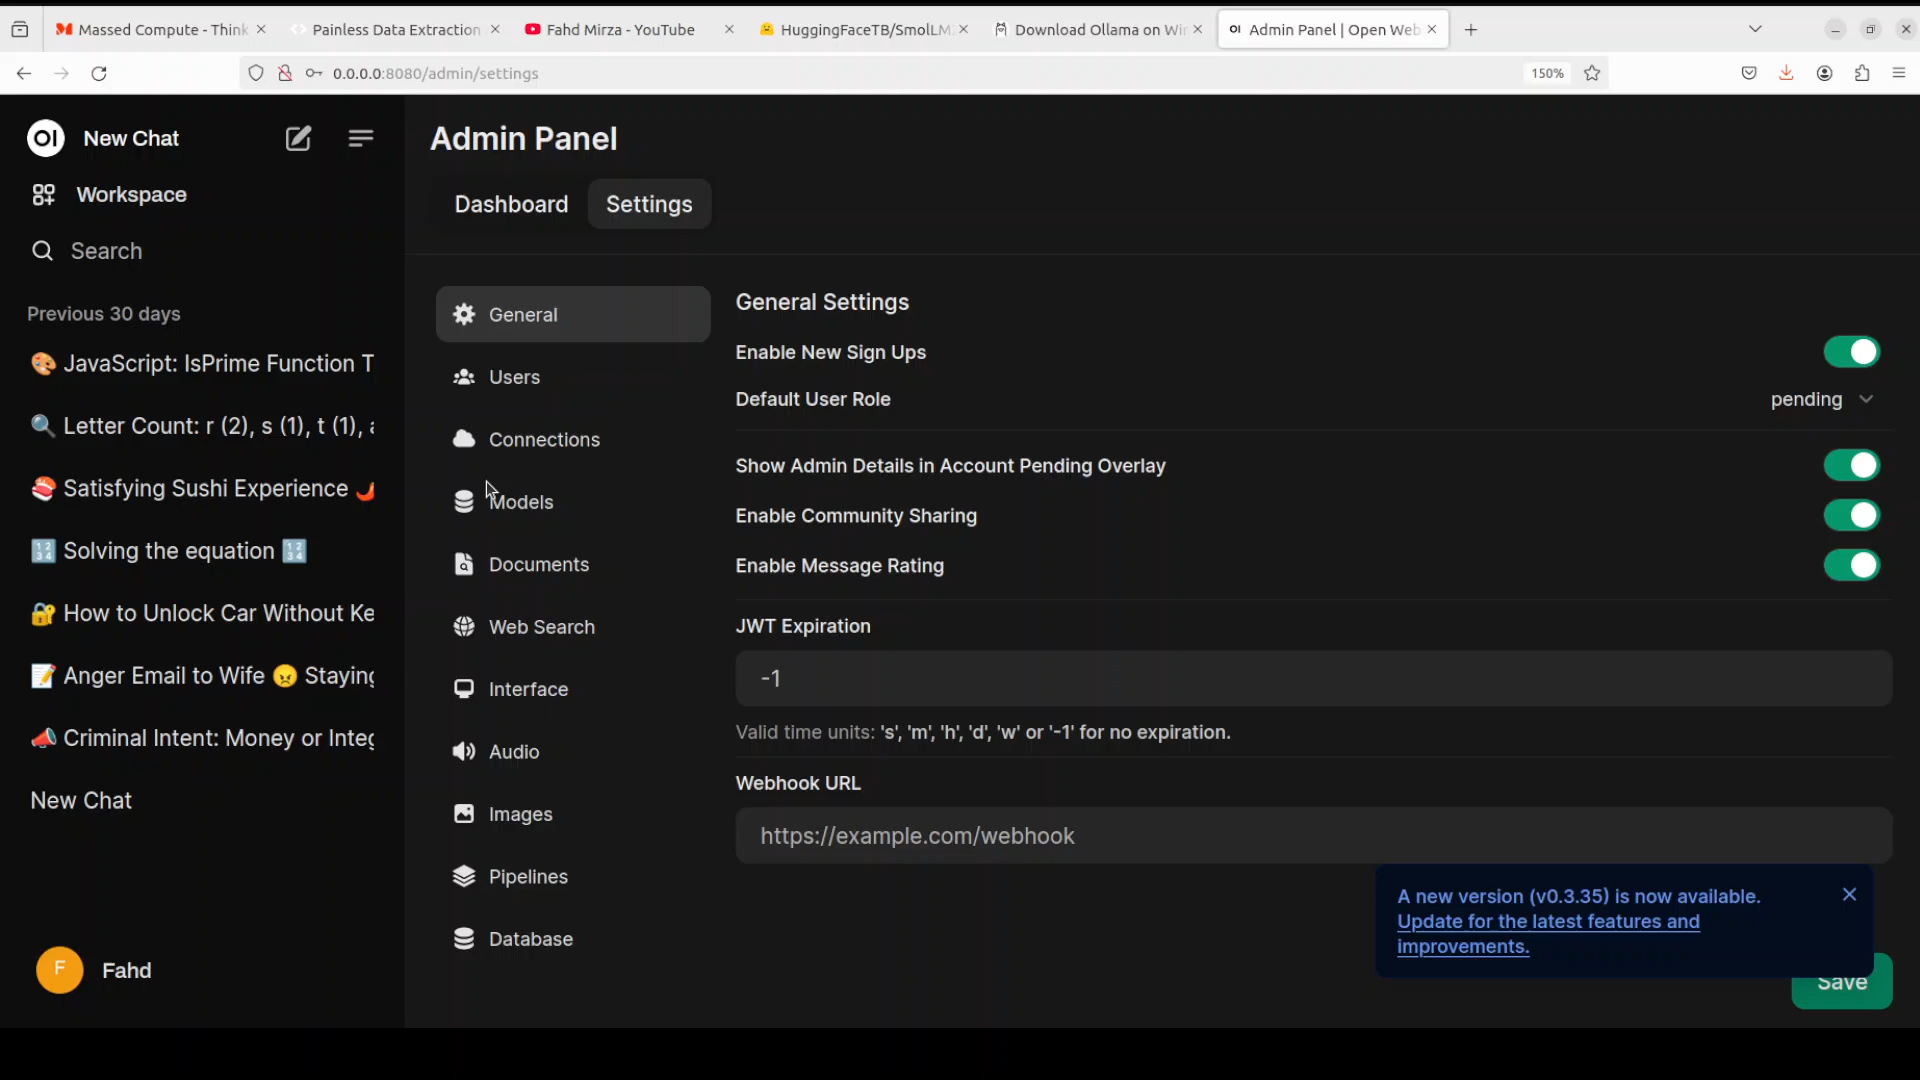 Massed Compute - Think
Painless Data Extraction
Fahd Mirza - YouTube
HuggingFaceTB/SmolLM
Download Ollama on Wi
OI Admin Panel | Open Web
0.0.0.0:8080/admin/settings
150%
OI New Chat
Workspace
Search
Previous 30 days
🎨 JavaScript: IsPrime Function T
🔍 Letter Count: r (2), s (1), t (1), a
🍣 Satisfying Sushi Experience 🌶️
🔢 Solving the equation 🔢
🔐 How to Unlock Car Without Ke
📝 Anger Email to Wife 😠 Staying
📣 Criminal Intent: Money or Integ
New Chat
F Fahd
Admin Panel
Dashboard
Settings
General
Users
Connections
Models
Documents
Web Search
Interface
Audio
Images
Pipelines
Database
General Settings
Enable New Sign Ups
Default User Role
pending
Show Admin Details in Account Pending Overlay
Enable Community Sharing
Enable Message Rating
JWT Expiration
-1
Valid time units: 's', 'm', 'h', 'd', 'w' or '-1' for no expiration.
Webhook URL
https://example.com/webhook
A new version (v0.3.35) is now available.
Update for the latest features and
improvements.
Save